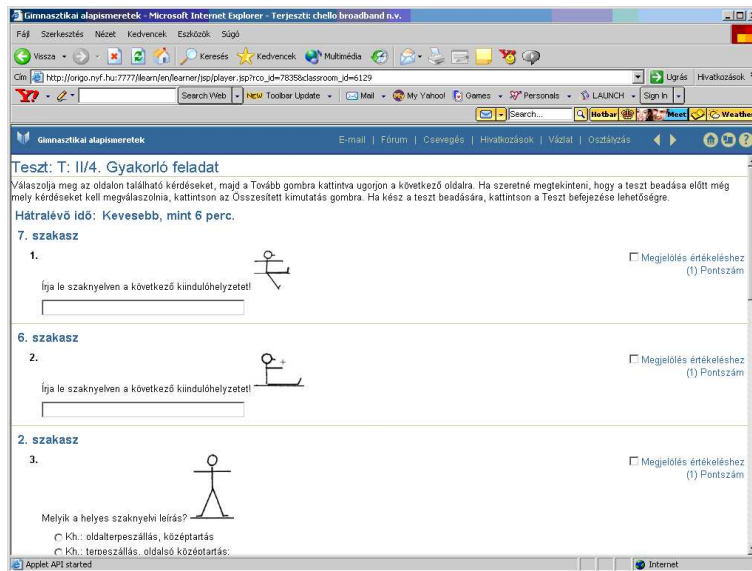 Gimnasztikai alapismeretek - Microsoft Internet Explorer - Terjeszti: chello broadband n.v.
Fájl Szerkesztés Nézet Kedvencek Eszközök Súgó
Vissza Keresés Kedvencek Multimédia
Cím http://origo.nyf.hu:7777/ilearn/en/learner/jsp/player.jsp?rco_id=7835&classroom_id=6129 Ugrás Hivatkozások
Y7 Search Web NEW Toolbar Update Mail My Yahoo! Games Personals LAUNCH Sign In
Search... Hotbar Meet Weather
Gimnasztikai alapismeretek E-mail | Fórum | Csevegés | Hivatkozások | Vázlat | Osztályzás
Teszt: T: II/4. Gyakorló feladat
Válaszolja meg az oldalon található kérdéseket, majd a Tovább gombra kattintva ugorjon a következő oldalra. Ha szeretné megtekinteni, hogy a teszt beadása előtt még
mely kérdéseket kell megválaszolnia, kattintson az Összesített kimutatás gombra. Ha kész a teszt beadására, kattintson a Teszt befejezése lehetőségre.
Hátralévő idő: Kevesebb, mint 6 perc.
7. szakasz
1. Megjelölés értékeléshez
(1) Pontszám
Írja le szaknyelven a következő kiindulóhelyzetet!
6. szakasz
2. Megjelölés értékeléshez
(1) Pontszám
Írja le szaknyelven a következő kiindulóhelyzetet!
2. szakasz
3. Megjelölés értékeléshez
(1) Pontszám
Melyik a helyes szaknyelvi leírás?
Kh.: oldalterpeszállás, középtartás
Kh.: terpeszállás, oldalsó középtartás;
Applet API started Internet